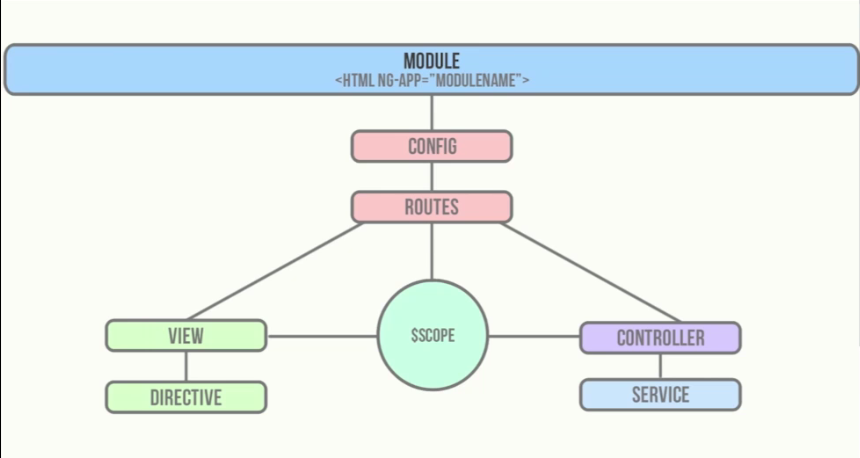 MODULE
<HTML NG-APP="MODULENAME">
CONFIG
ROUTES
VIEW
$SCOPE
CONTROLLER
DIRECTIVE
SERVICE